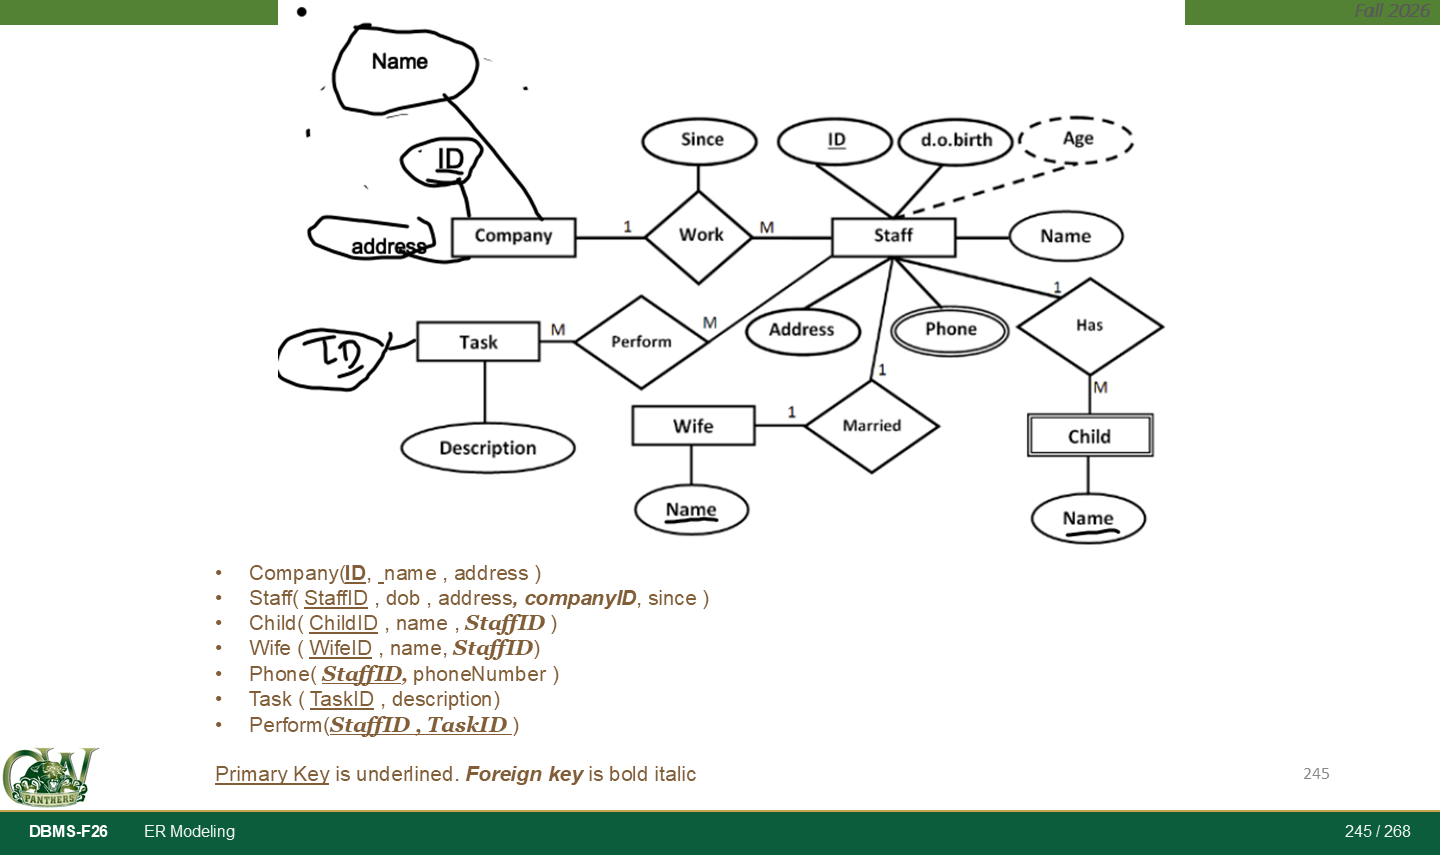 Fall 2026
Name
ID
address
Company
1
Work
M
Since
ID
d.o.birth
Age
Staff
Name
ID
Task
M
Perform
M
Address
Phone
1
Has
M
Description
Wife
1
Married
1
Child
Name
Name
• Company(ID, name , address )
• Staff( StaffID , dob , address, companyID, since )
• Child( ChildID , name , StaffID )
• Wife ( WifeID , name, StaffID)
• Phone( StaffID, phoneNumber )
• Task ( TaskID , description)
• Perform(StaffID , TaskID )
Primary Key is underlined. Foreign key is bold italic
245
OW
PANTHERS
DBMS-F26 ER Modeling 245 / 268